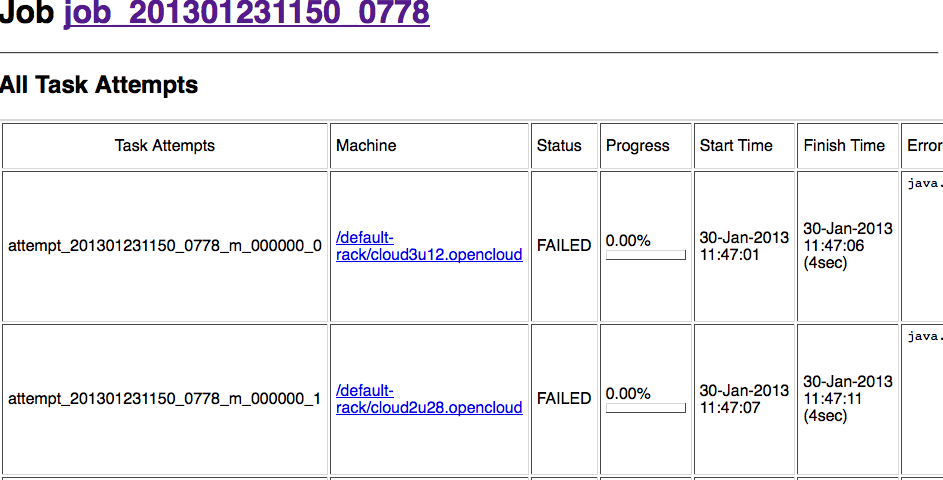 Job job_201301231150_0778
All Task Attempts
Task Attempts Machine Status Progress Start Time Finish Time Error
attempt_201301231150_0778_m_000000_0 /default-rack/cloud3u12.opencloud FAILED 0.00% 30-Jan-2013 11:47:01 30-Jan-2013 11:47:06 (4sec) java.
attempt_201301231150_0778_m_000000_1 /default-rack/cloud2u28.opencloud FAILED 0.00% 30-Jan-2013 11:47:07 30-Jan-2013 11:47:11 (4sec) java.